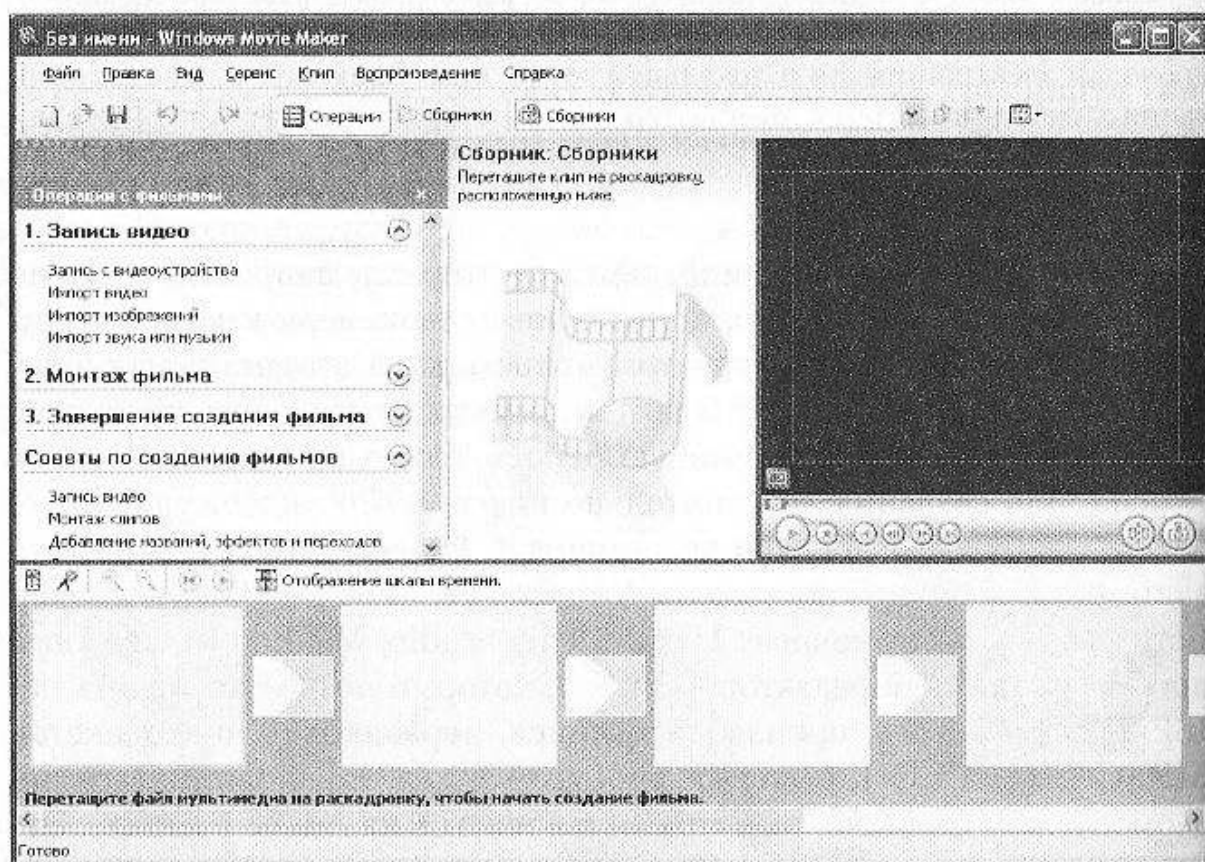 Без имени - Windows Movie Maker
Файл Правка Вид Сервис Клип Воспроизведение Справка
Операции Сборники Сборники
Операции с фильмами
1. Запись видео
Запись с видеоустройства
Импорт видео
Импорт изображений
Импорт звука или музыки
2. Монтаж фильма
3. Завершение создания фильма
Советы по созданию фильмов
Запись видео
Монтаж клипов
Добавление названий, эффектов и переходов
Сборник: Сборники
Перетащите клип на раскадровку,
расположенную ниже.
Отображение шкалы времени.
Перетащите файл мультимедиа на раскадровку, чтобы начать создание фильма.
Готово